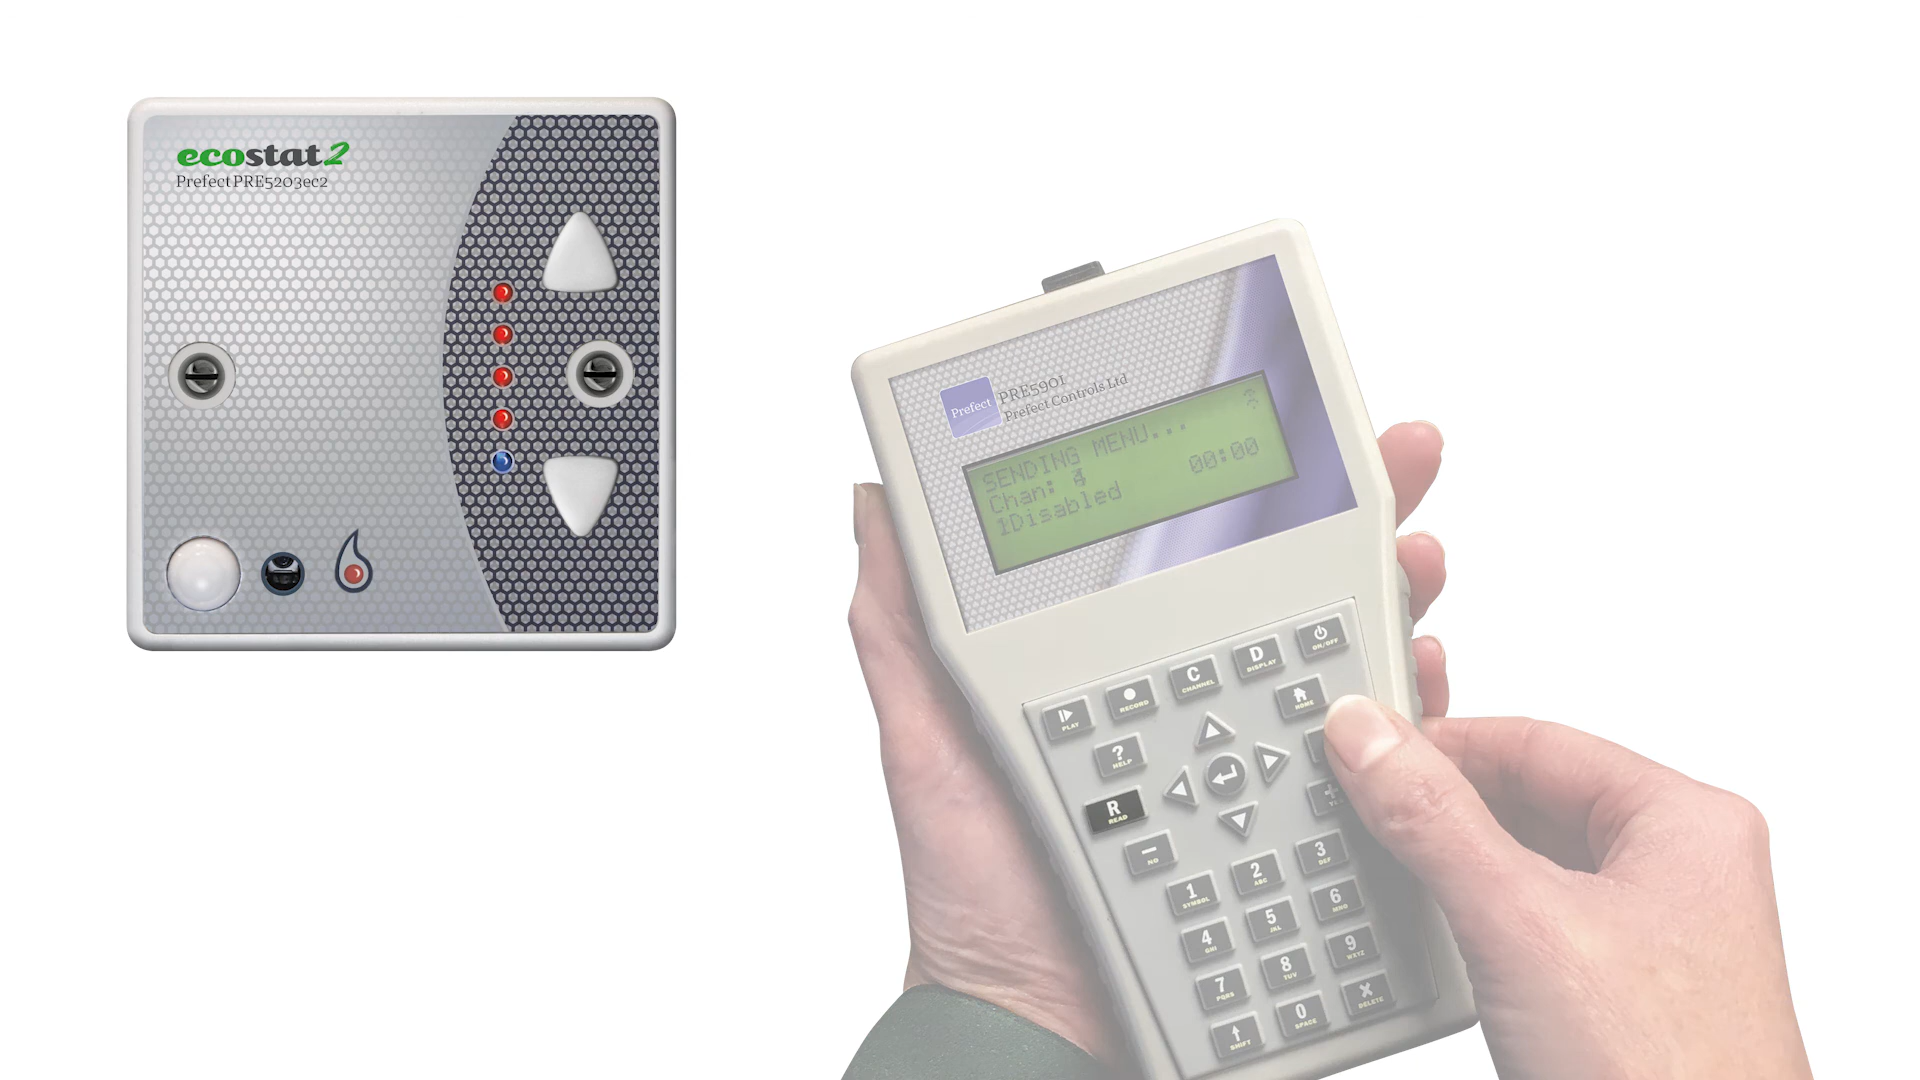 ecostat2
Prefect PRE5203ec2
Prefect
PRE5901
Prefect Controls Ltd
SENDING MENU...
Chan: 00:00
1Disabled
ON/OFF
D
DISPLAY
C
CHANNEL
RECORD
PLAY
HOME
?
HELP
R
READ
+
−
NO
1
SYMBOL
2
ABC
3
DEF
4
GHI
5
JKL
6
MNO
7
PQRS
8
TUV
9
WXYZ
SHIFT
0
SPACE
X
DELETE